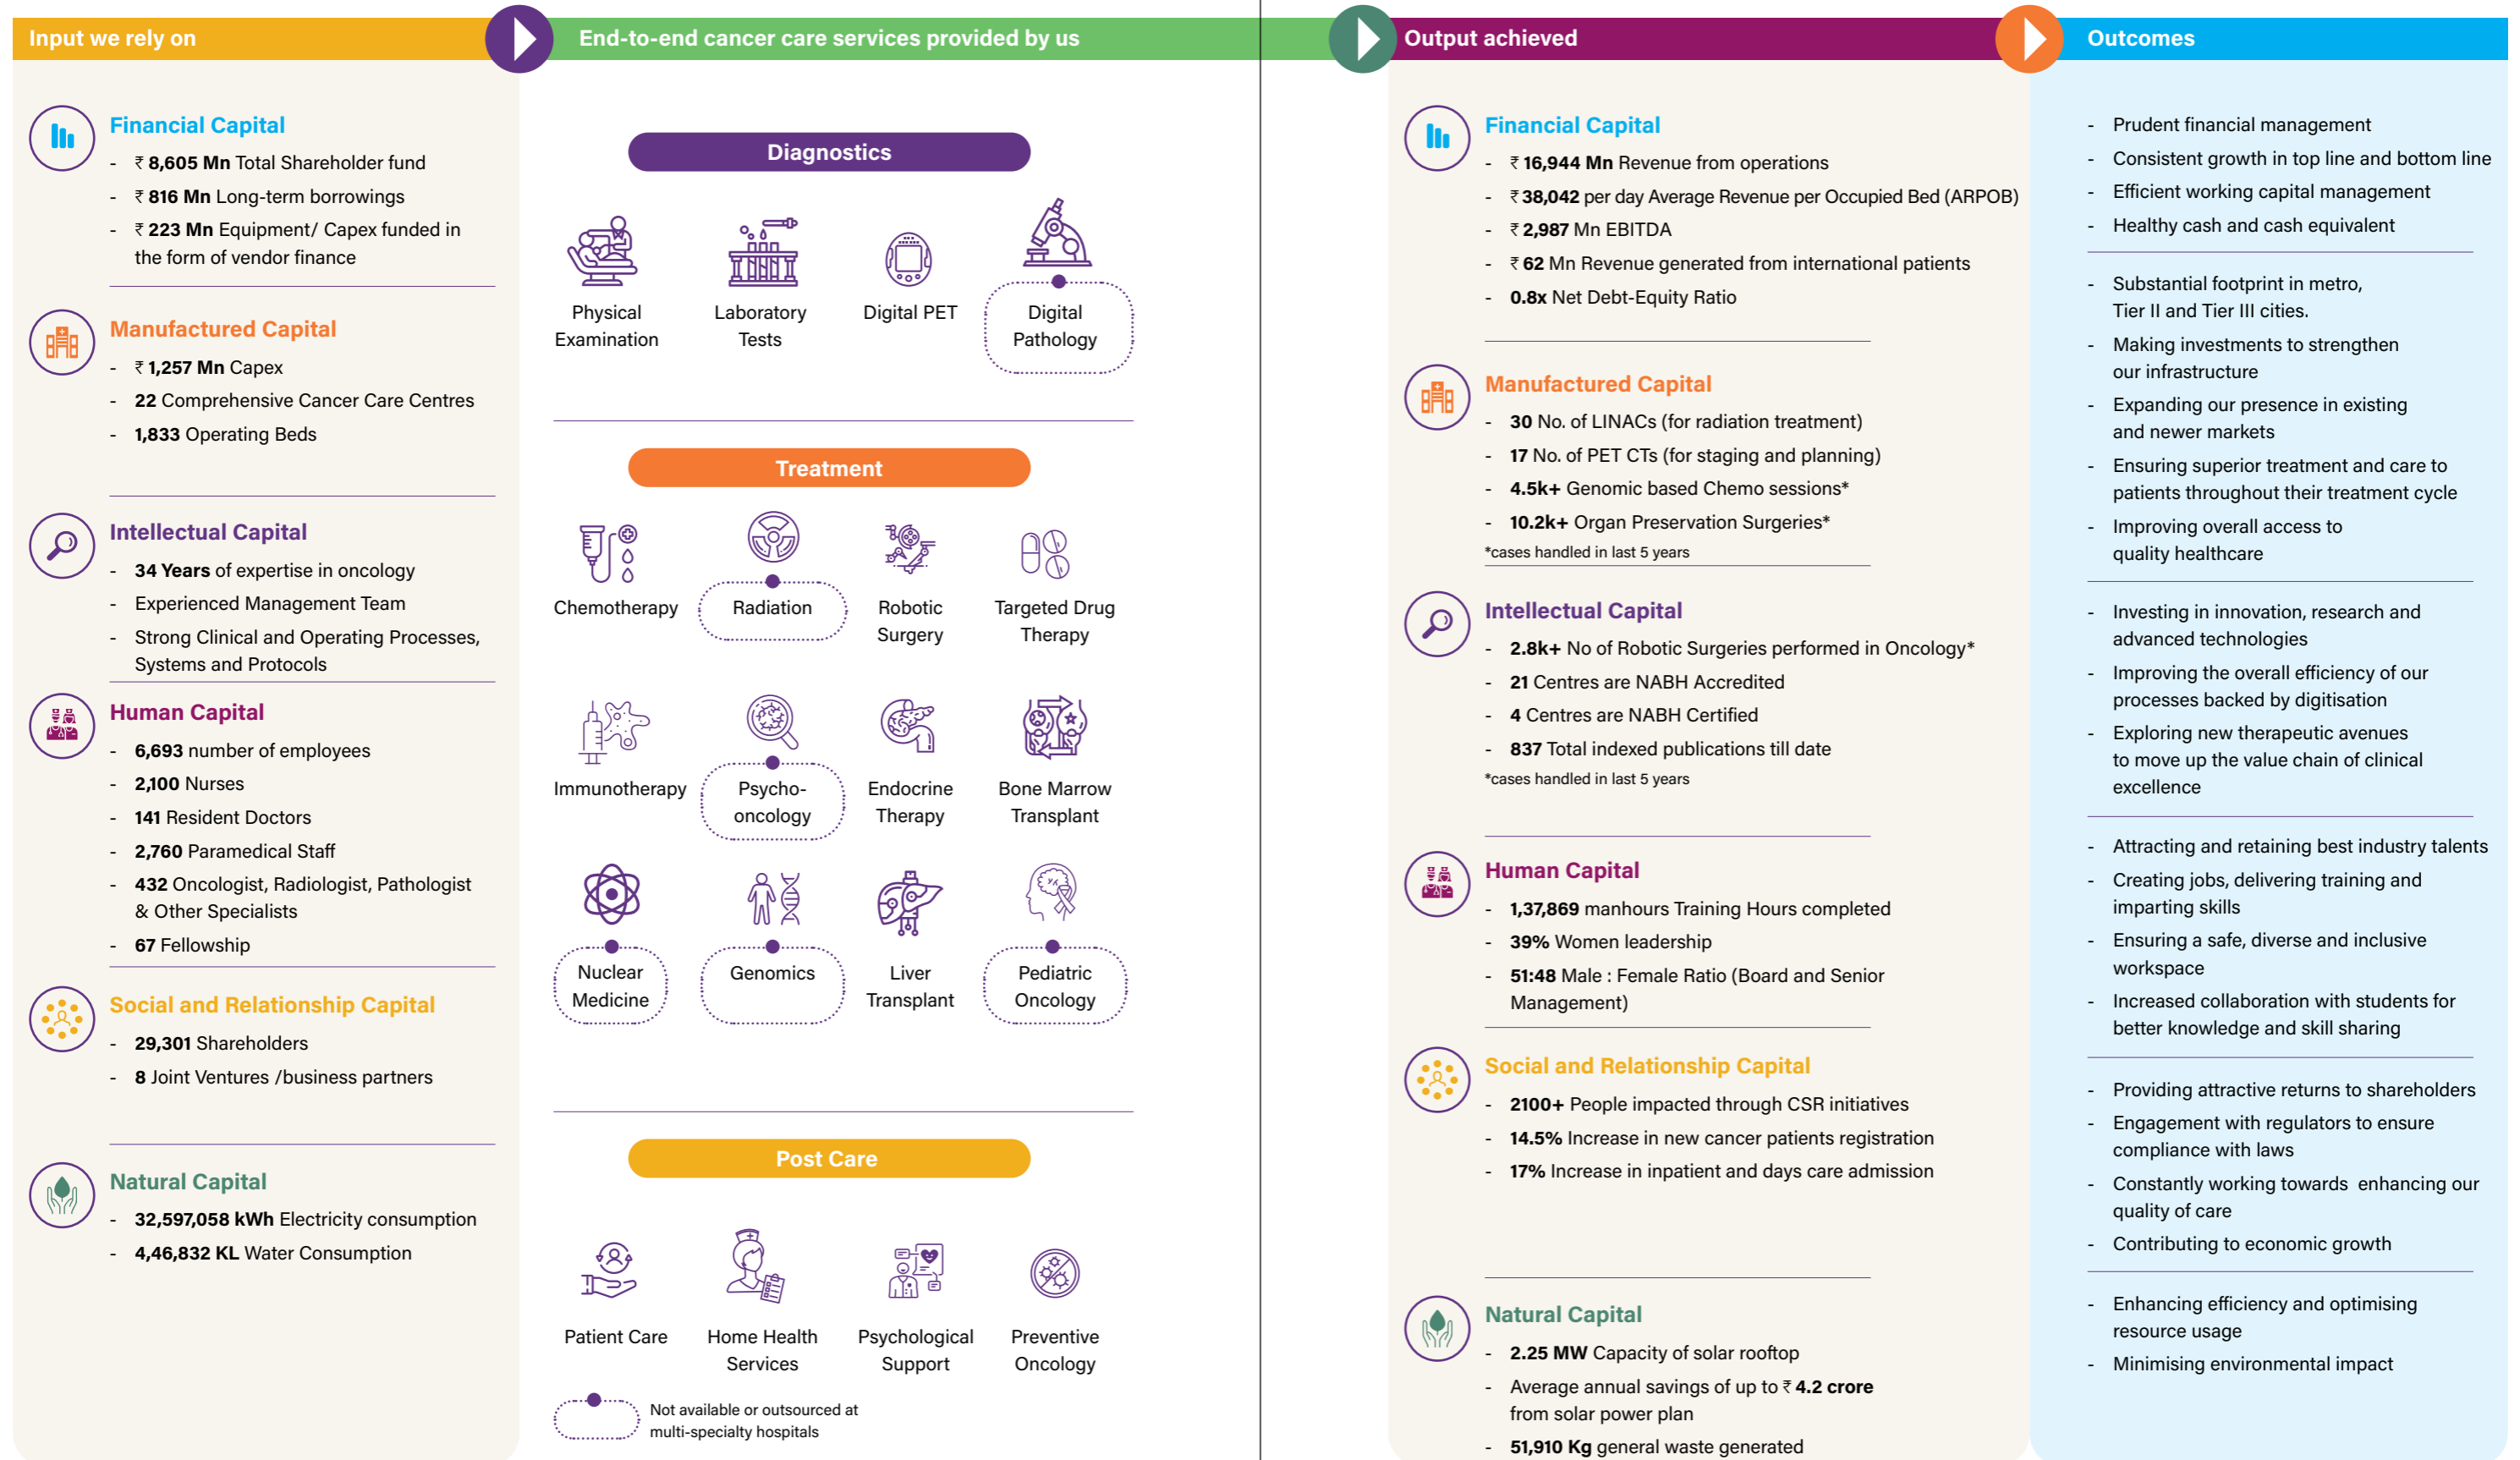 Input we rely on
End-to-end cancer care services provided by us
Output achieved
Outcomes
Financial Capital
- ₹ 8,605 Mn Total Shareholder fund
- ₹ 816 Mn Long-term borrowings
- ₹ 223 Mn Equipment/ Capex funded in
the form of vendor finance
Manufactured Capital
- ₹ 1,257 Mn Capex
- 22 Comprehensive Cancer Care Centres
- 1,833 Operating Beds
Intellectual Capital
- 34 Years of expertise in oncology
- Experienced Management Team
- Strong Clinical and Operating Processes,
Systems and Protocols
Human Capital
- 6,693 number of employees
- 2,100 Nurses
- 141 Resident Doctors
- 2,760 Paramedical Staff
- 432 Oncologist, Radiologist, Pathologist
& Other Specialists
- 67 Fellowship
Social and Relationship Capital
- 29,301 Shareholders
- 8 Joint Ventures /business partners
Natural Capital
- 32,597,058 kWh Electricity consumption
- 4,46,832 KL Water Consumption
Diagnostics
Physical
Examination
Laboratory
Tests
Digital PET
Digital
Pathology
Treatment
Chemotherapy
Radiation
Robotic
Surgery
Targeted Drug
Therapy
Immunotherapy
Psycho-
oncology
Endocrine
Therapy
Bone Marrow
Transplant
Nuclear
Medicine
Genomics
Liver
Transplant
Pediatric
Oncology
Post Care
Patient Care
Home Health
Services
Psychological
Support
Preventive
Oncology
Not available or outsourced at
multi-specialty hospitals
Financial Capital
- ₹ 16,944 Mn Revenue from operations
- ₹ 38,042 per day Average Revenue per Occupied Bed (ARPOB)
- ₹ 2,987 Mn EBITDA
- ₹ 62 Mn Revenue generated from international patients
- 0.8x Net Debt-Equity Ratio
Manufactured Capital
- 30 No. of LINACs (for radiation treatment)
- 17 No. of PET CTs (for staging and planning)
- 4.5k+ Genomic based Chemo sessions*
- 10.2k+ Organ Preservation Surgeries*
*cases handled in last 5 years
Intellectual Capital
- 2.8k+ No of Robotic Surgeries performed in Oncology*
- 21 Centres are NABH Accredited
- 4 Centres are NABH Certified
- 837 Total indexed publications till date
*cases handled in last 5 years
Human Capital
- 1,37,869 manhours Training Hours completed
- 39% Women leadership
- 51:48 Male : Female Ratio (Board and Senior
Management)
Social and Relationship Capital
- 2100+ People impacted through CSR initiatives
- 14.5% Increase in new cancer patients registration
- 17% Increase in inpatient and days care admission
Natural Capital
- 2.25 MW Capacity of solar rooftop
- Average annual savings of up to ₹ 4.2 crore
from solar power plan
- 51,910 Kg general waste generated
- Prudent financial management
- Consistent growth in top line and bottom line
- Efficient working capital management
- Healthy cash and cash equivalent
- Substantial footprint in metro,
Tier II and Tier III cities.
- Making investments to strengthen
our infrastructure
- Expanding our presence in existing
and newer markets
- Ensuring superior treatment and care to
patients throughout their treatment cycle
- Improving overall access to
quality healthcare
- Investing in innovation, research and
advanced technologies
- Improving the overall efficiency of our
processes backed by digitisation
- Exploring new therapeutic avenues
to move up the value chain of clinical
excellence
- Attracting and retaining best industry talents
- Creating jobs, delivering training and
imparting skills
- Ensuring a safe, diverse and inclusive
workspace
- Increased collaboration with students for
better knowledge and skill sharing
- Providing attractive returns to shareholders
- Engagement with regulators to ensure
compliance with laws
- Constantly working towards enhancing our
quality of care
- Contributing to economic growth
- Enhancing efficiency and optimising
resource usage
- Minimising environmental impact